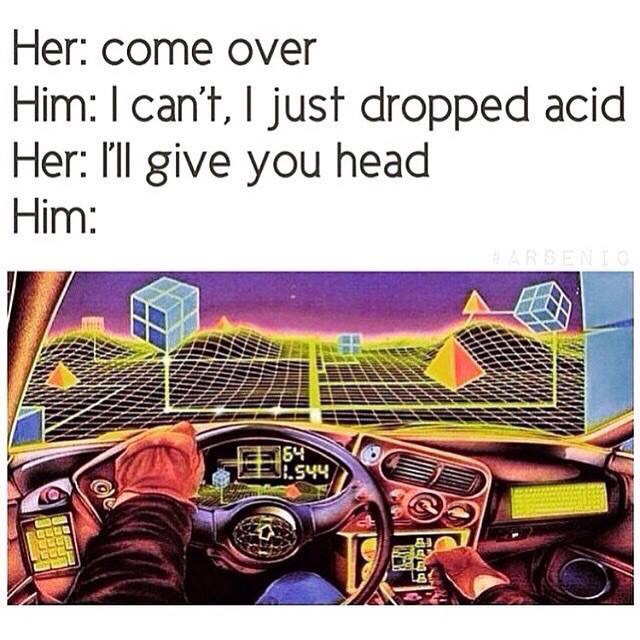 Her: come over
Him: I can't, I just dropped acid
Her: I'll give you head
Him:
#ARSENIC
64
1.544